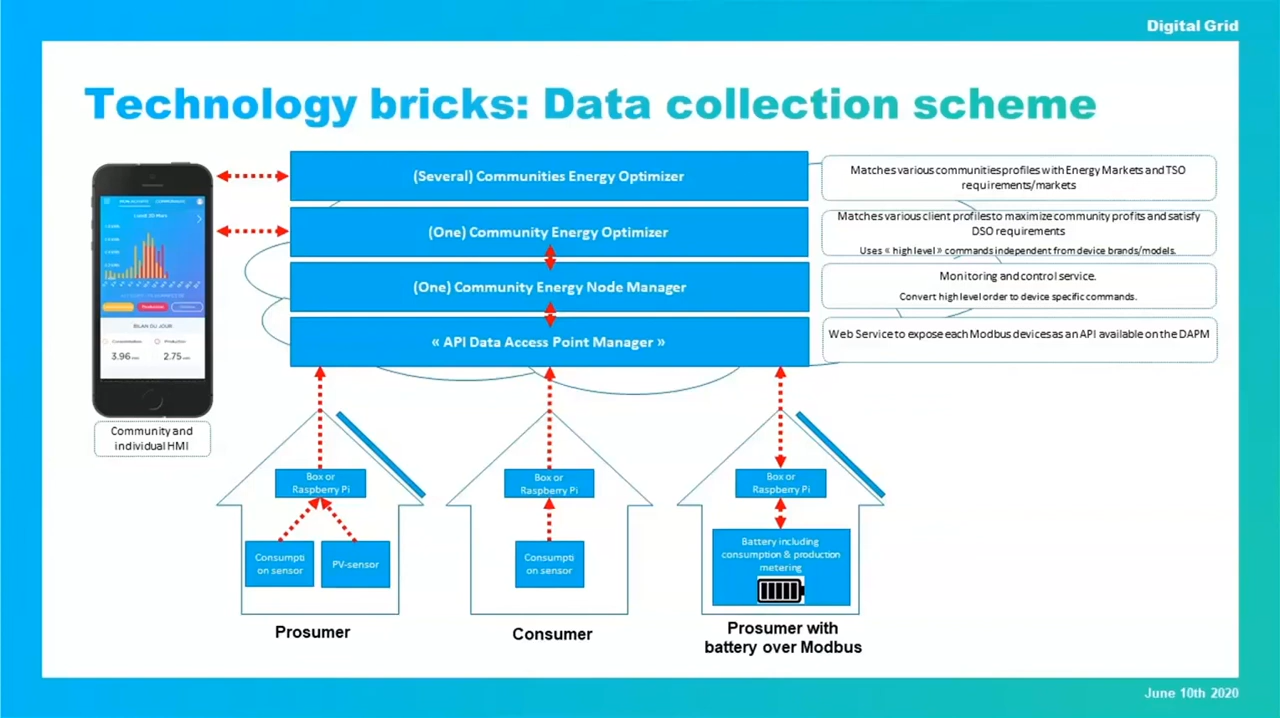 Digital Grid
Technology bricks: Data collection scheme
(Several) Communities Energy Optimizer
Matches various communities profiles with Energy Markets and TSO
requirements/markets
(One) Community Energy Optimizer
Matches various client profiles to maximize community profits and satisfy
DSO requirements
Uses « high level » commands independent from device brands/models.
(One) Community Energy Node Manager
Monitoring and control service.
Convert high level order to device specific commands.
« API Data Access Point Manager »
Web Service to expose each Modbus devices as an API available on the DAPM
BILAN DU JOUR
Consommation
Production
3.96
2.75
Community and
individual HMI
Box or
Raspberry Pi
Consumpti
on sensor
PV-sensor
Prosumer
Box or
Raspberry Pi
Consumpti
on sensor
Consumer
Box or
Raspberry Pi
Battery including
consumption & production
metering
Prosumer with
battery over Modbus
June 10th 2020